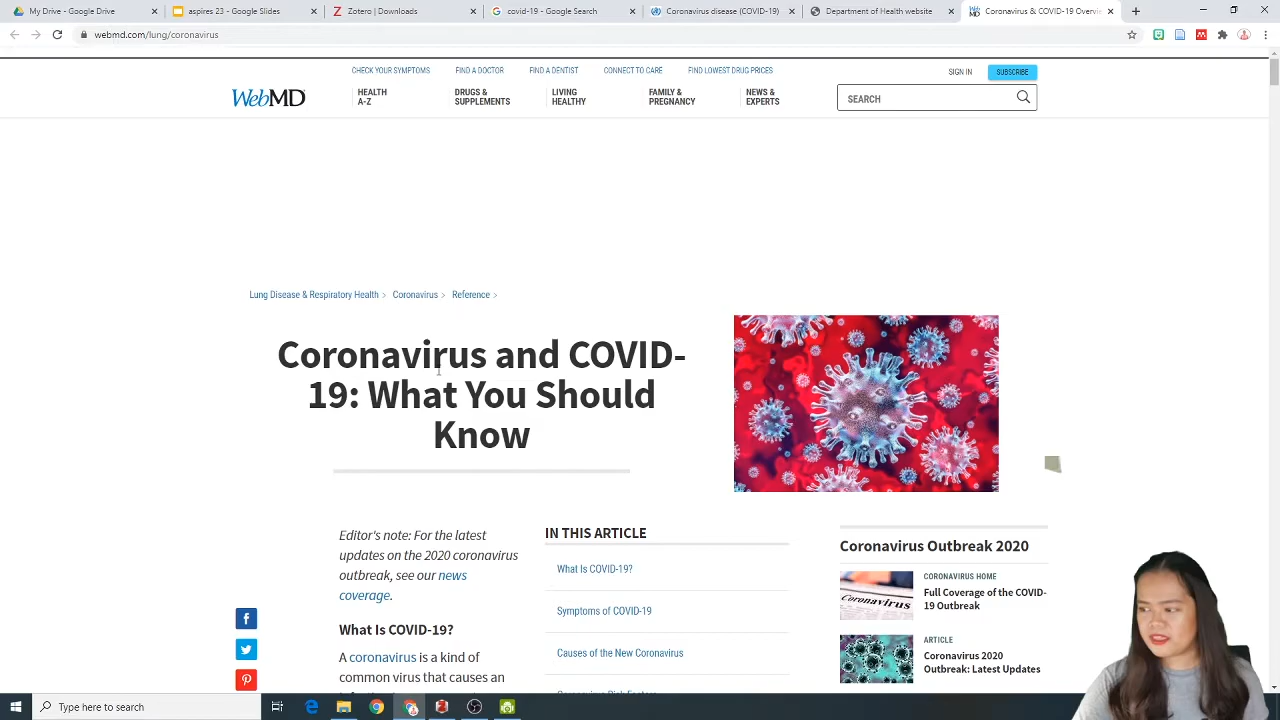 My Drive - Google Drive
aspires 23 - Google Slides
Zotero | Downloads
covid-19 - Google Search
Coronavirus disease (COVID-19)
Department of Health website
Coronavirus & COVID-19 Overvie
webmd.com/lung/coronavirus
CHECK YOUR SYMPTOMS
FIND A DOCTOR
FIND A DENTIST
CONNECT TO CARE
FIND LOWEST DRUG PRICES
SIGN IN
SUBSCRIBE
WebMD
HEALTH
A-Z
DRUGS &
SUPPLEMENTS
LIVING
HEALTHY
FAMILY &
PREGNANCY
NEWS &
EXPERTS
SEARCH
Lung Disease & Respiratory Health > Coronavirus > Reference >
Coronavirus and COVID-
19: What You Should
Know
Editor's note: For the latest
updates on the 2020 coronavirus
outbreak, see our news
coverage.
What Is COVID-19?
A coronavirus is a kind of
common virus that causes an
IN THIS ARTICLE
What Is COVID-19?
Symptoms of COVID-19
Causes of the New Coronavirus
Coronavirus Outbreak 2020
CORONAVIRUS HOME
Full Coverage of the COVID-
19 Outbreak
Coronavirus
ARTICLE
Coronavirus 2020
Outbreak: Latest Updates
Type here to search